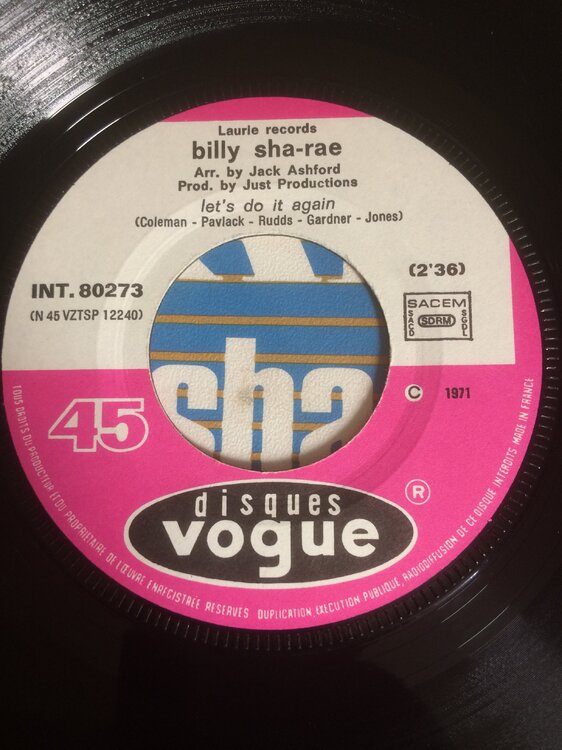 Laurie records
billy sha-rae
Arr. by Jack Ashford
Prod. by Just Productions
let's do it again
(Coleman - Pavlack - Rudds - Gardner - Jones)
INT. 80273
(N 45 VZTSP 12240)
(2'36)
SACEM
SACD
SDRM
SGDL
sha
45
© 1971
disques
vogue
®
TOUS DROITS DU PRODUCTEUR ET DU PROPRIETAIRE DE L'ŒUVRE ENREGISTREE RESERVES. DUPLICATION, EXECUTION PUBLIQUE, RADIODIFFUSION DE CE DISQUE INTERDITS. MADE IN FRANCE